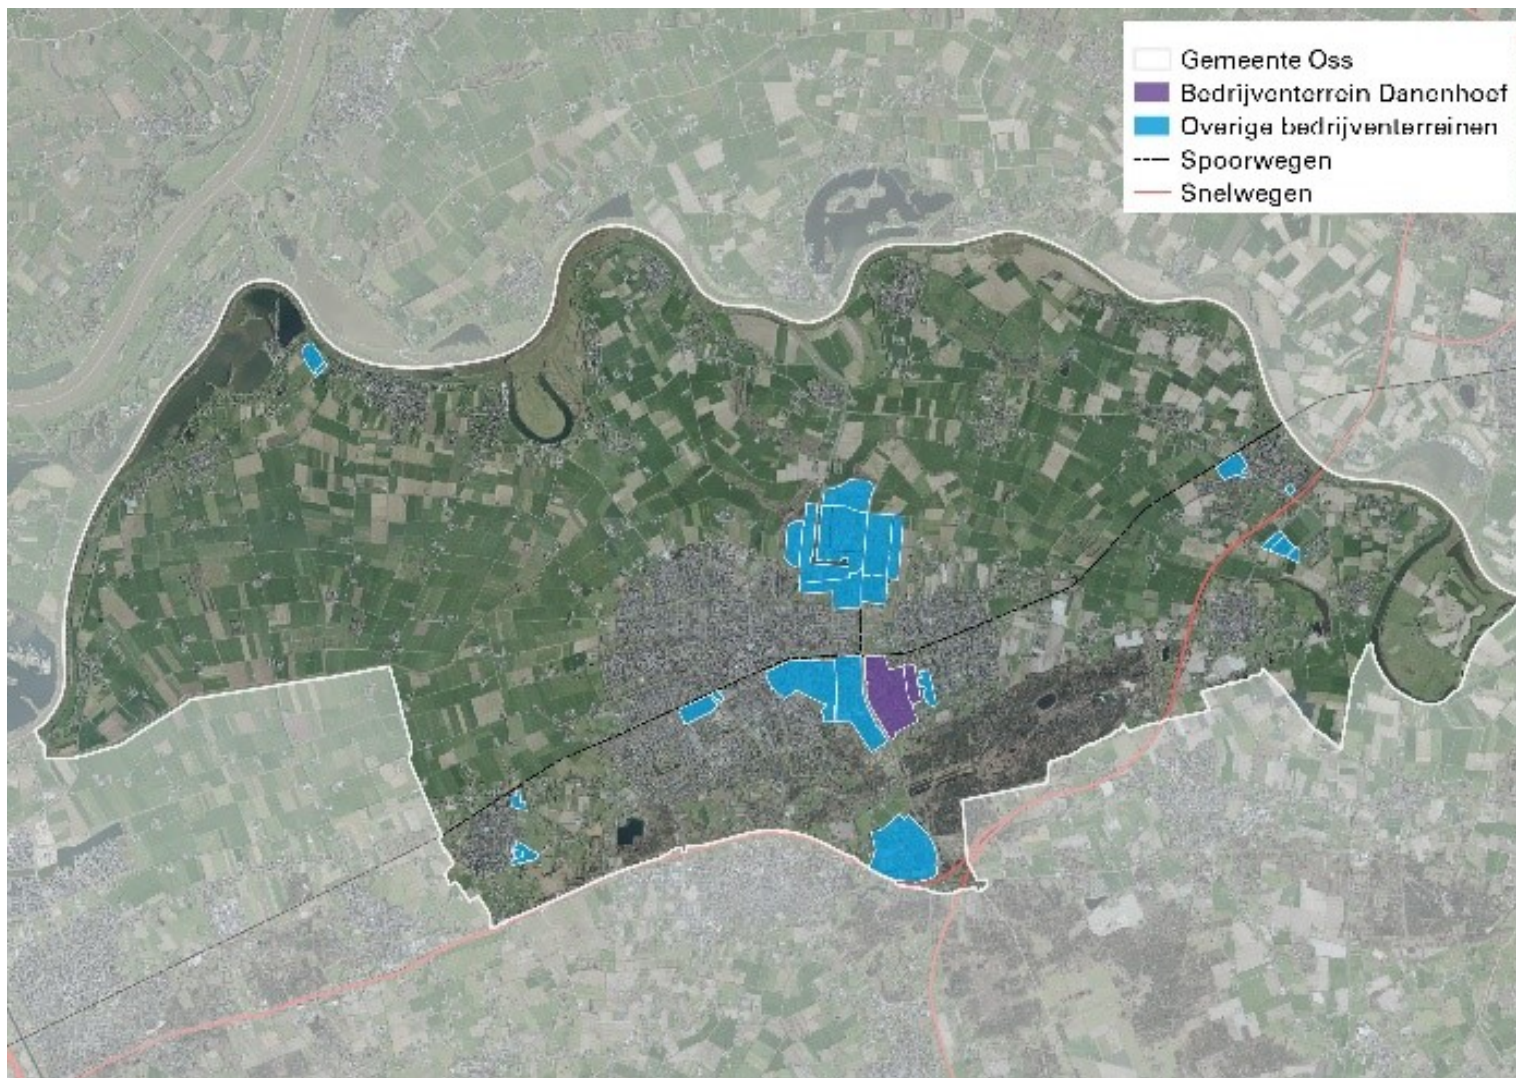 Gemeente Oss
Bedrijventerrein Danenhoef
Overige bedrijventerreinen
Spoorwegen
Snelwegen